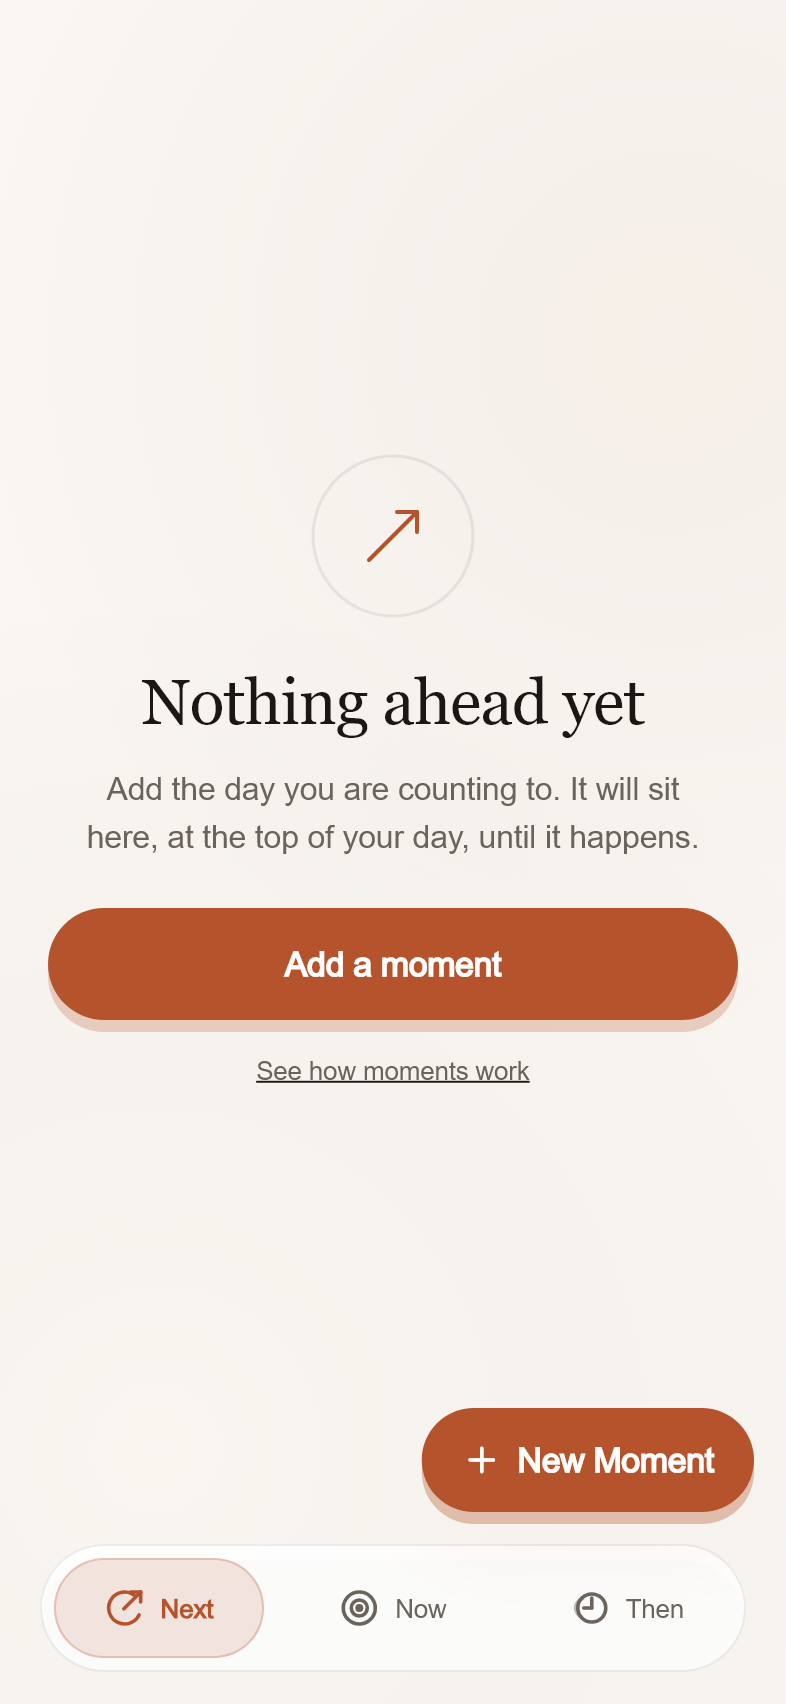 Nothing ahead yet
Add the day you are counting to. It will sit
here, at the top of your day, until it happens.
Add a moment
See how moments work
New Moment
Next
Now
Then